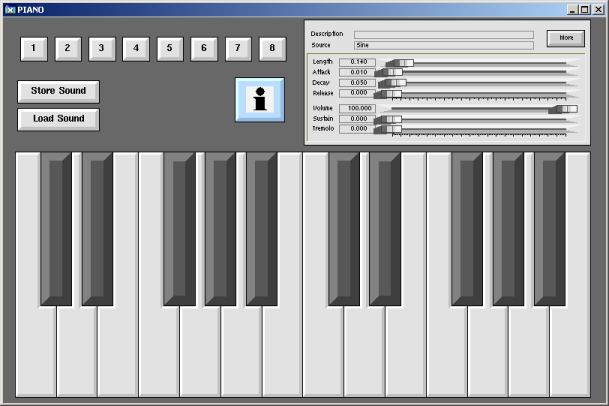 PIANO
1 2 3 4 5 6 7 8
Store Sound
Load Sound
i
Description
Source Sine
More
Length 0.140
Attack 0.010
Decay 0.050
Release 0.000
Volume 100.000
Sustain 0.000
Tremolo 0.000